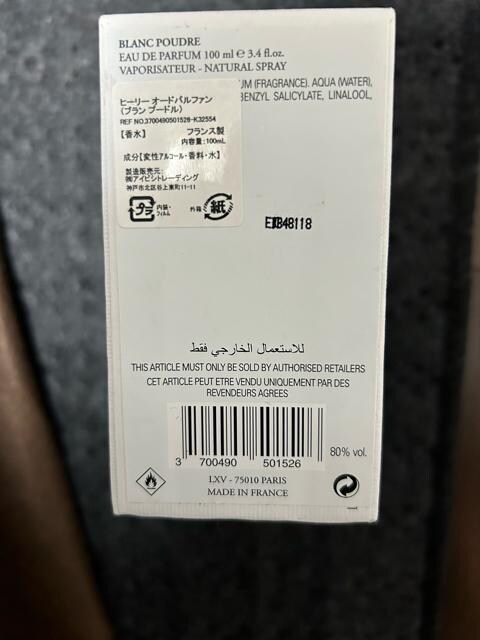 BLANC POUDRE
EAU DE PARFUM 100 ml ℮ 3.4 fl.oz.
VAPORISATEUR - NATURAL SPRAY
UM (FRAGRANCE). AQUA (WATER),
BENZYL SALICYLATE, LINALOOL,
ヒーリー オードパルファン
(ブラン プードル)
REF NO.3700490501526-K32554
【香水】 フランス製
内容量:100mL
成分【変性アルコール・香料・水】
製造販売元:
㈱アイビシトレーディング
神戸市北区谷上東町11-11
プラ 内袋・フィルム 外箱 紙
EXB48118
للاستعمال الخارجي فقط
THIS ARTICLE MUST ONLY BE SOLD BY AUTHORISED RETAILERS
CET ARTICLE PEUT ETRE VENDU UNIQUEMENT PAR DES
REVENDEURS AGREES
3 700490 501526
80% vol.
LXV - 75010 PARIS
MADE IN FRANCE